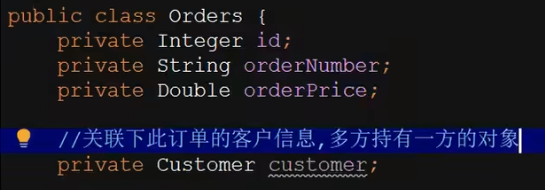 public class Orders {
private Integer id;
private String orderNumber;
private Double orderPrice;
//关联下此订单的客户信息,多方持有一方的对象
private Customer customer;